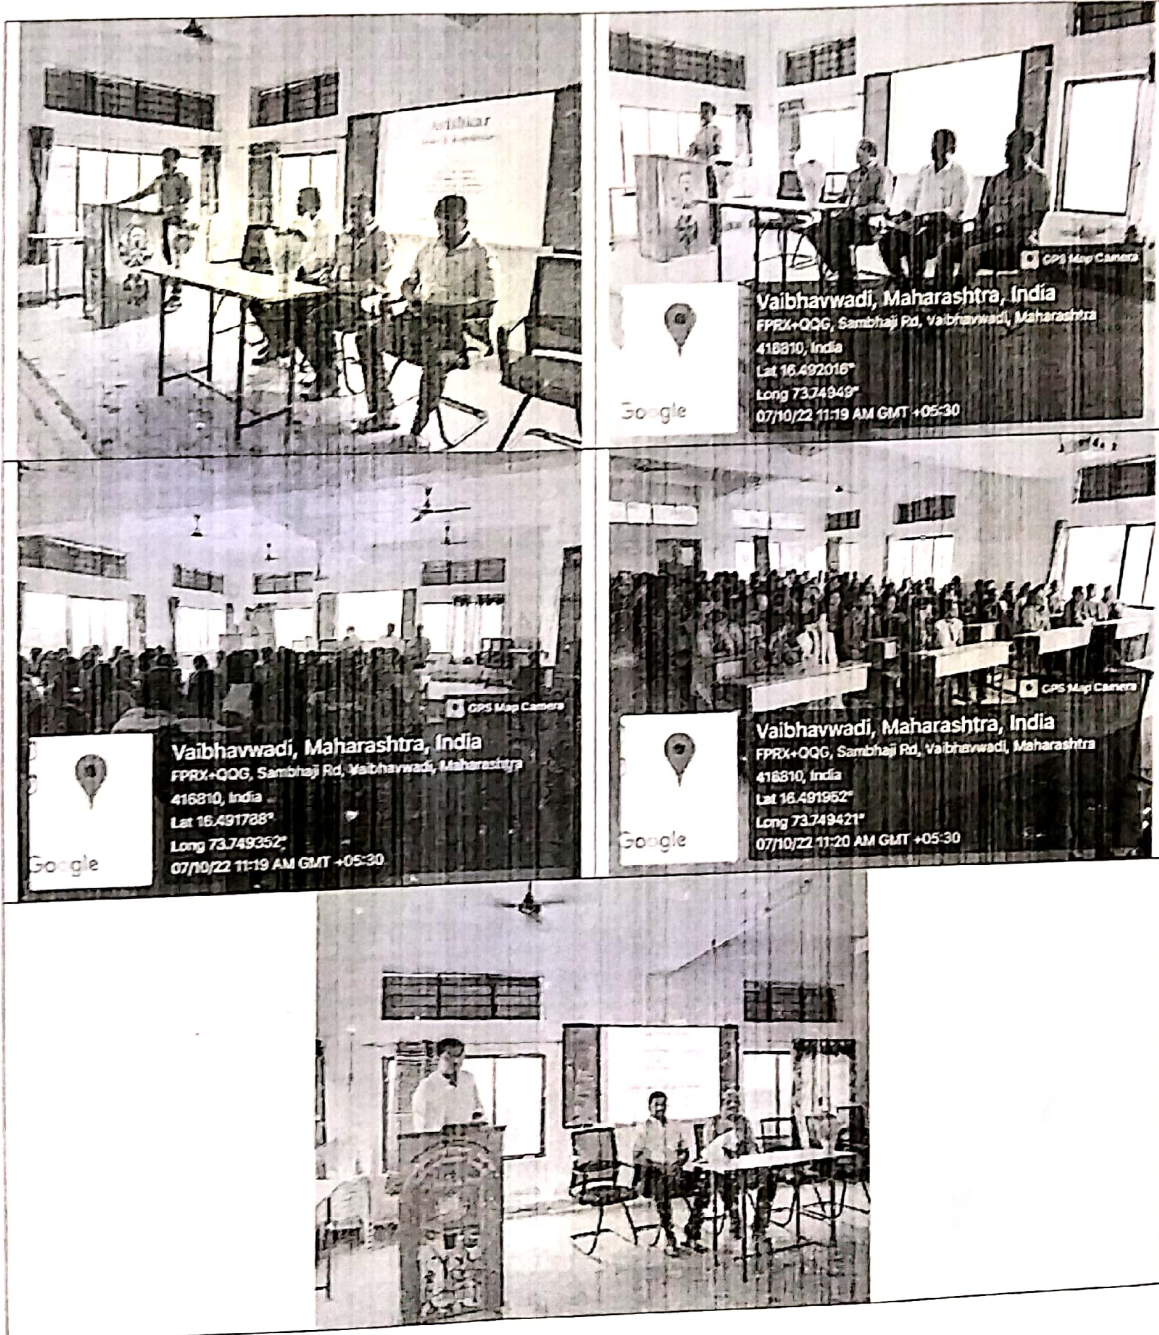 GPS Map Camera
Vaibhavwadi, Maharashtra, India
FPRX+QQG, Sambhaji Rd, Vaibhavwadi, Maharashtra
416810, India
Lat 16.492016°
Long 73.74949°
07/10/22 11:19 AM GMT +05:30
Google
GPS Map Camera
Vaibhavwadi, Maharashtra, India
FPRX+QQG, Sambhaji Rd, Vaibhavwadi, Maharashtra
416810, India
Lat 16.491788°
Long 73.749352°
07/10/22 11:19 AM GMT +05:30
Google
GPS Map Camera
Vaibhavwadi, Maharashtra, India
FPRX+QQG, Sambhaji Rd, Vaibhavwadi, Maharashtra
416810, India
Lat 16.491952°
Long 73.749421°
07/10/22 11:20 AM GMT +05:30
Google